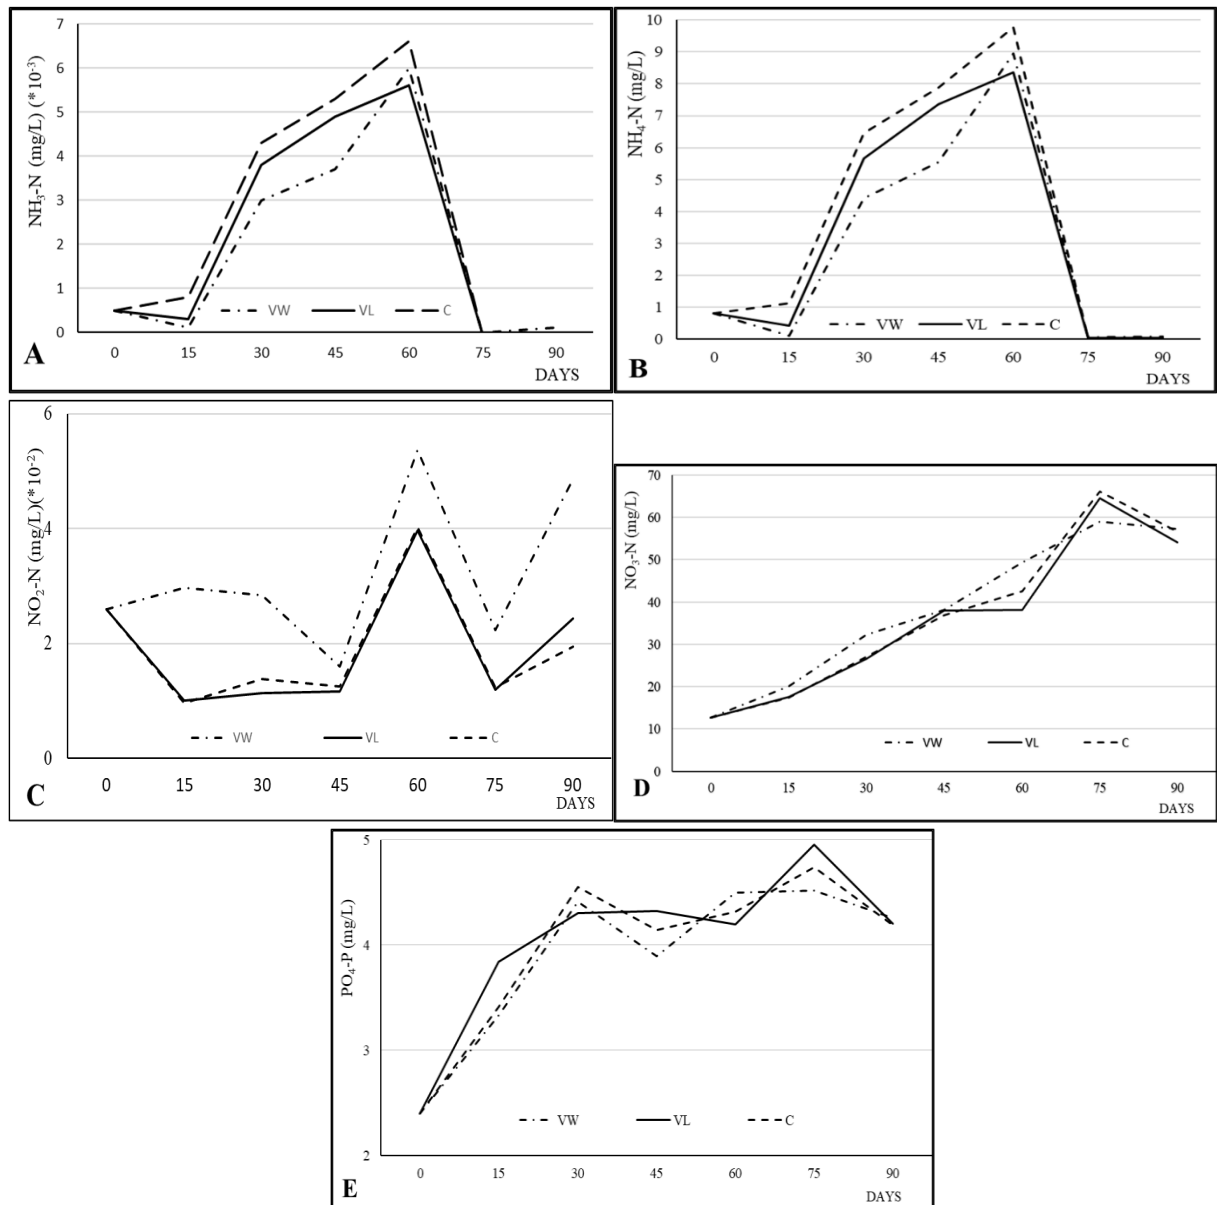 NH₃-N (mg/L) (*10⁻³)
7
6
5
4
3
2
1
0
VW VL C
0 15 30 45 60 75 90
DAYS
A
NH₄-N (mg/L)
10
9
8
7
6
5
4
3
2
1
0
VW VL C
0 15 30 45 60 75 90
DAYS
B
NO₂-N (mg/L)(*10⁻²)
6
4
2
0
VW VL C
0 15 30 45 60 75 90
DAYS
C
NO₃-N (mg/L)
70
60
50
40
30
20
10
0
VW VL C
0 15 30 45 60 75 90
DAYS
D
PO₄-P (mg/L)
5
4
3
2
VW VL C
0 15 30 45 60 75 90
DAYS
E